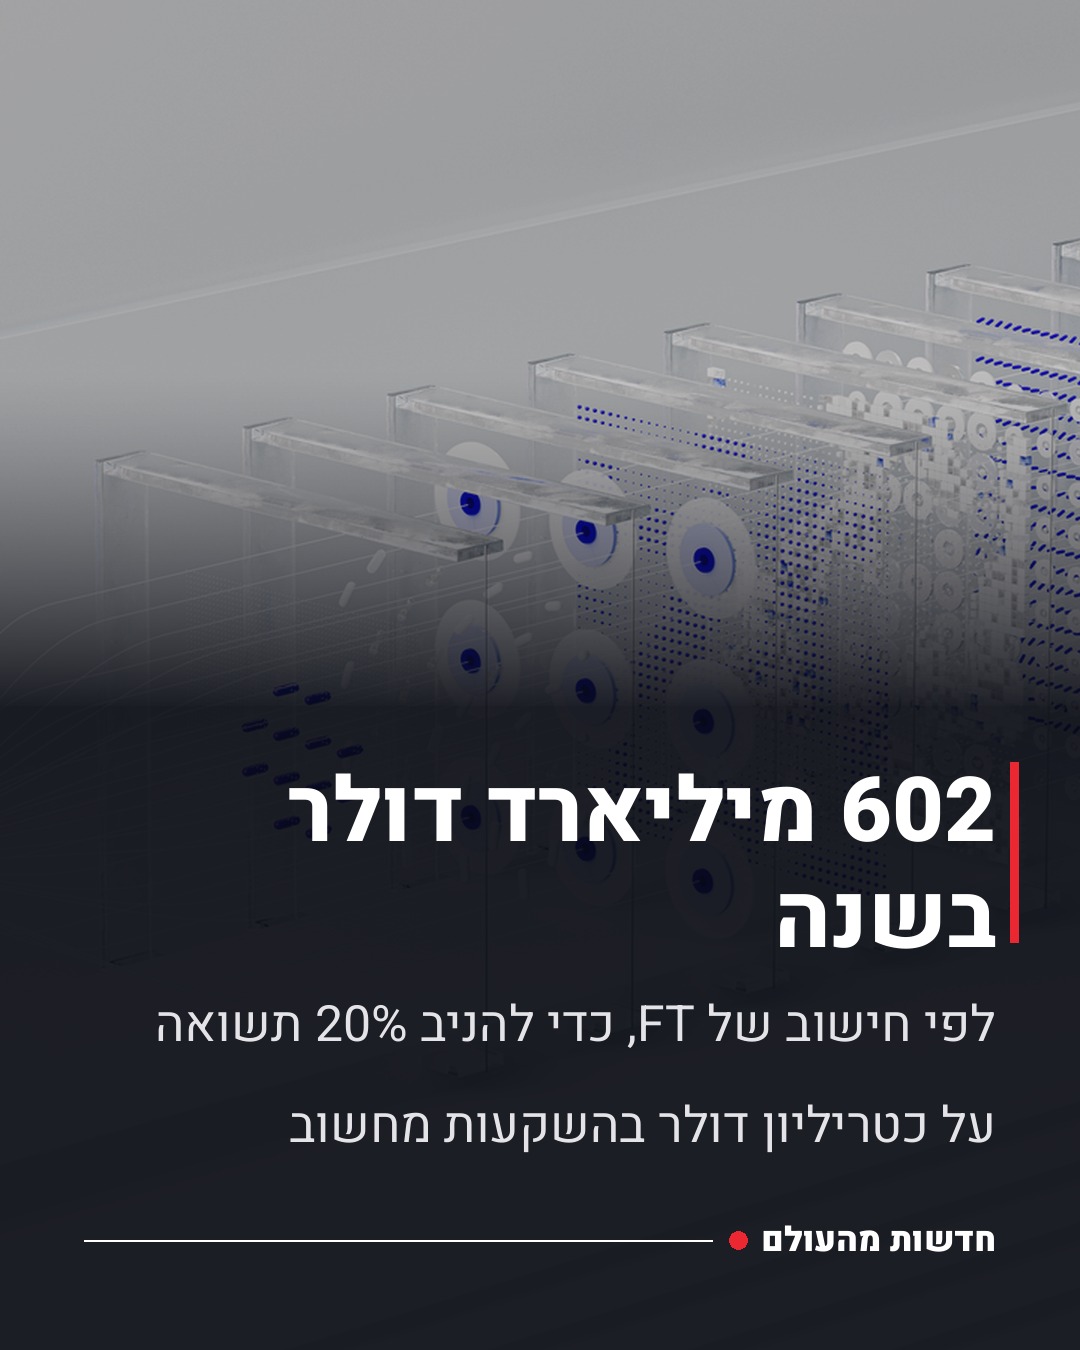 602 מיליארד דולר
בשנה
לפי חישוב של FT, כדי להניב 20% תשואה
על כטריליון דולר בהשקעות מחשוב
חדשות מהעולם